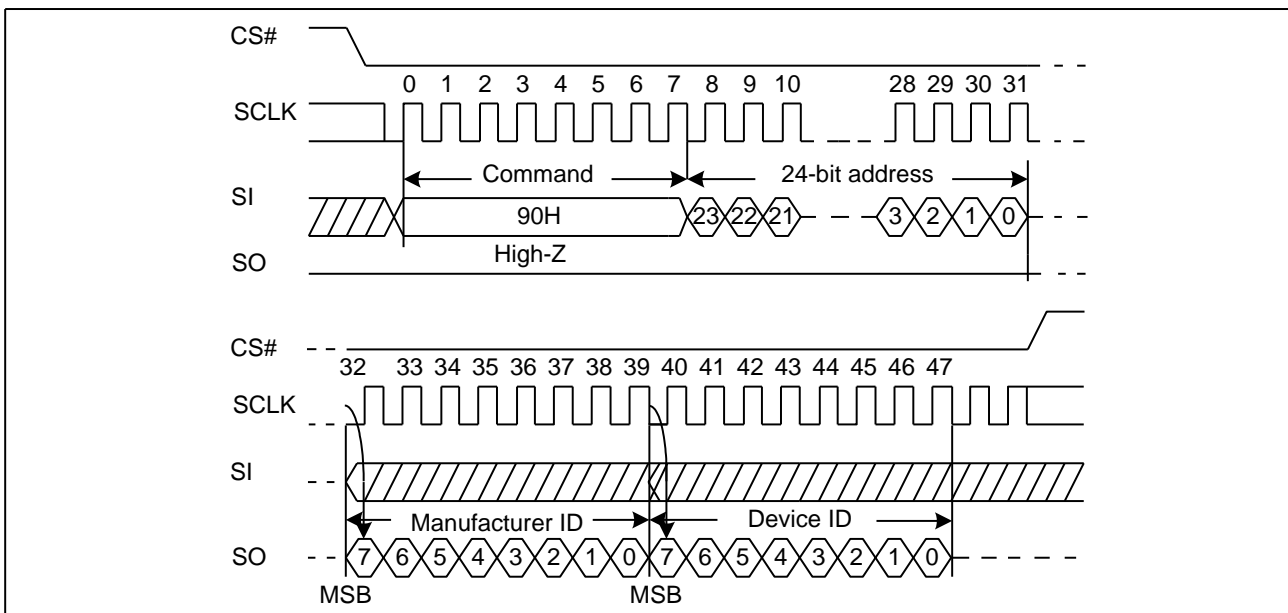 CS#
0 1 2 3 4 5 6 7 8 9 10 28 29 30 31
SCLK
Command 24-bit address
SI
90H 23 22 21 3 2 1 0
High-Z
SO
CS#
32 33 34 35 36 37 38 39 40 41 42 43 44 45 46 47
SCLK
SI
Manufacturer ID Device ID
SO 7 6 5 4 3 2 1 0 7 6 5 4 3 2 1 0
MSB MSB